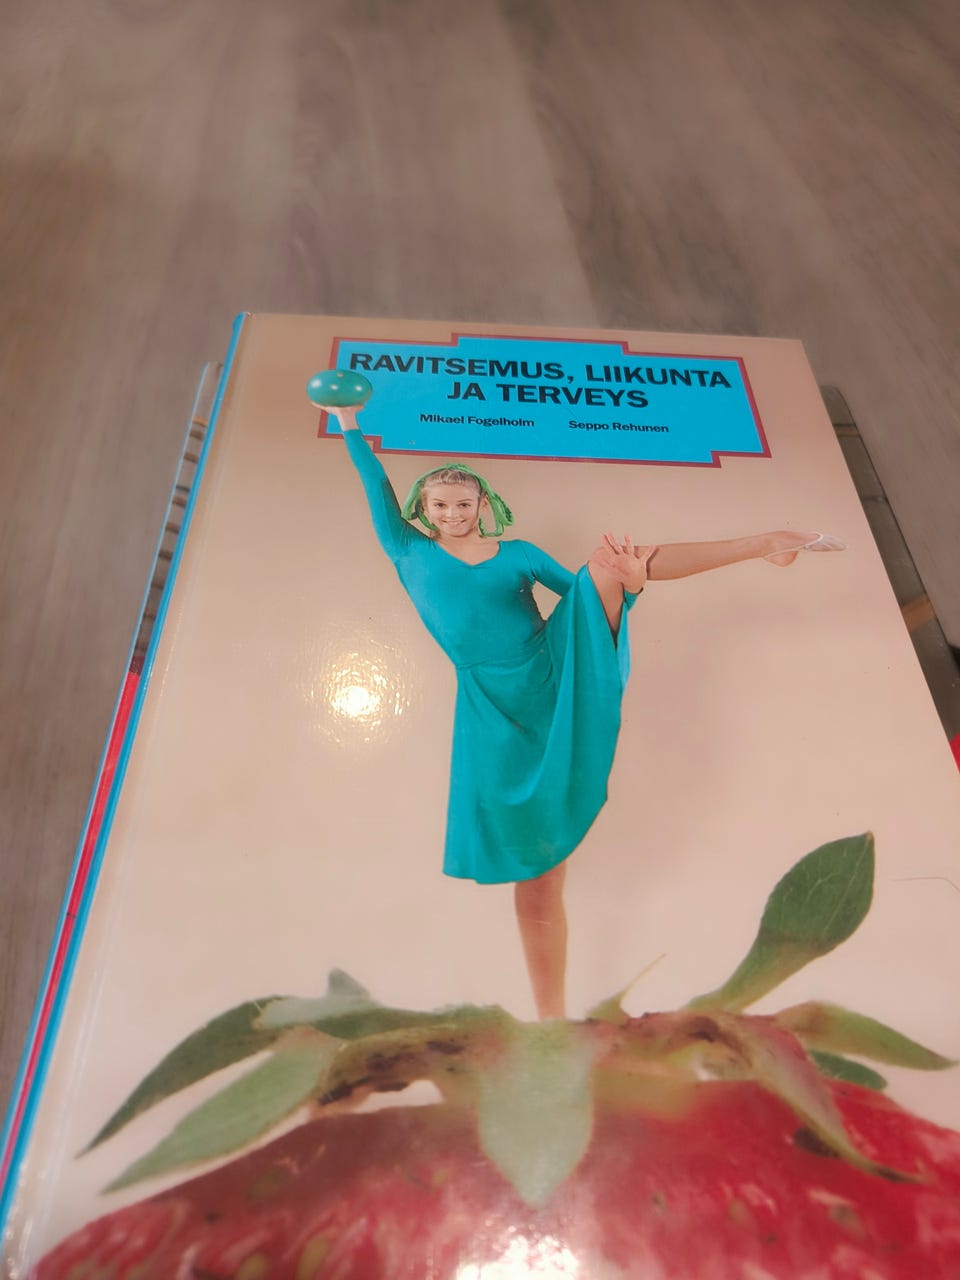 RAVITSEMUS, LIIKUNTA
JA TERVEYS
Mikael Fogelholm Seppo Rehunen